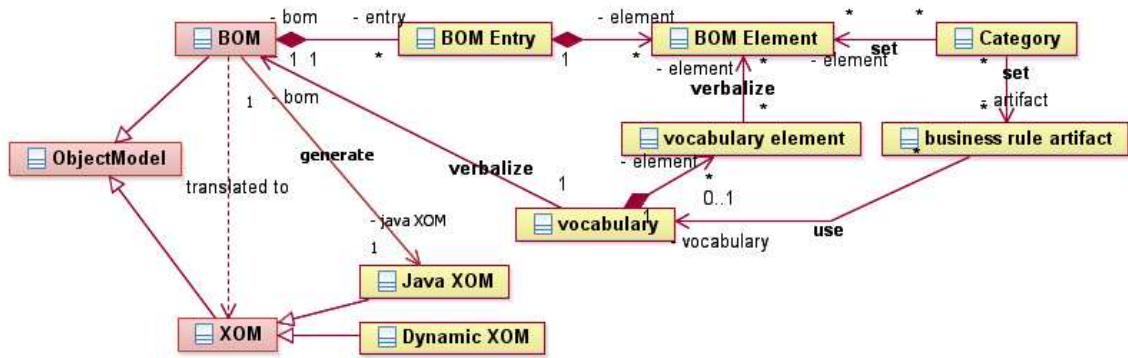 - bom
- entry
- element
*
*
BOM
BOM Entry
BOM Element
Category
1
1
*
1
*
*
set
- element
*
set
- element
verbalize
*
1
- bom
*
- artifact
vocabulary element
business rule artifact
ObjectModel
generate
verbalize
- element
*
*
translated to
1
0..1
vocabulary
1
use
- vocabulary
- java XOM
1
Java XOM
XOM
Dynamic XOM